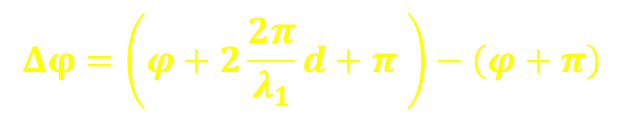 Δφ = ( φ + 2 2π/λ₁ d + π ) − (φ + π)